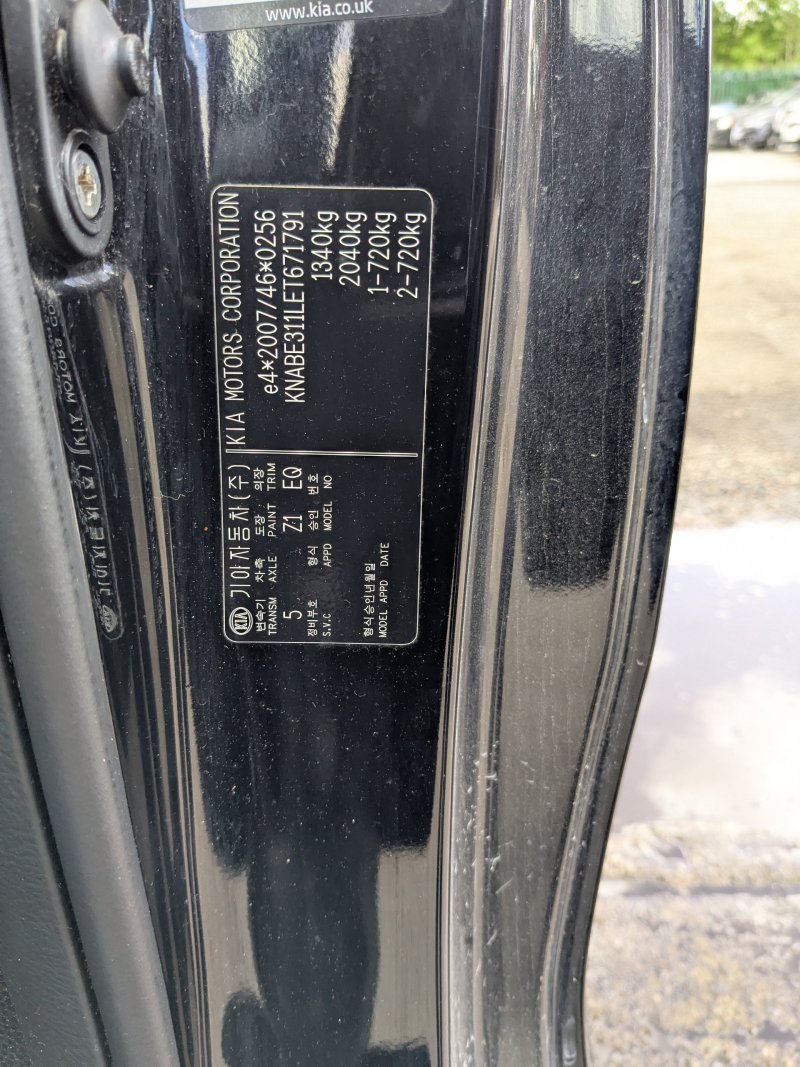 www.kia.co.uk
KIA 기아자동차(주) KIA MOTORS CORPORATION
변속기 차축 도장 의장
TRANSM AXLE PAINT TRIM
5 Z1 EQ
정비부호 형식 승인 번호
S.V.C APPD MODEL NO
형식승인년월일
MODEL APPD DATE
e4*2007/46*0256
KNABE311LET671791
1340kg
2040kg
1-720kg
2-720kg